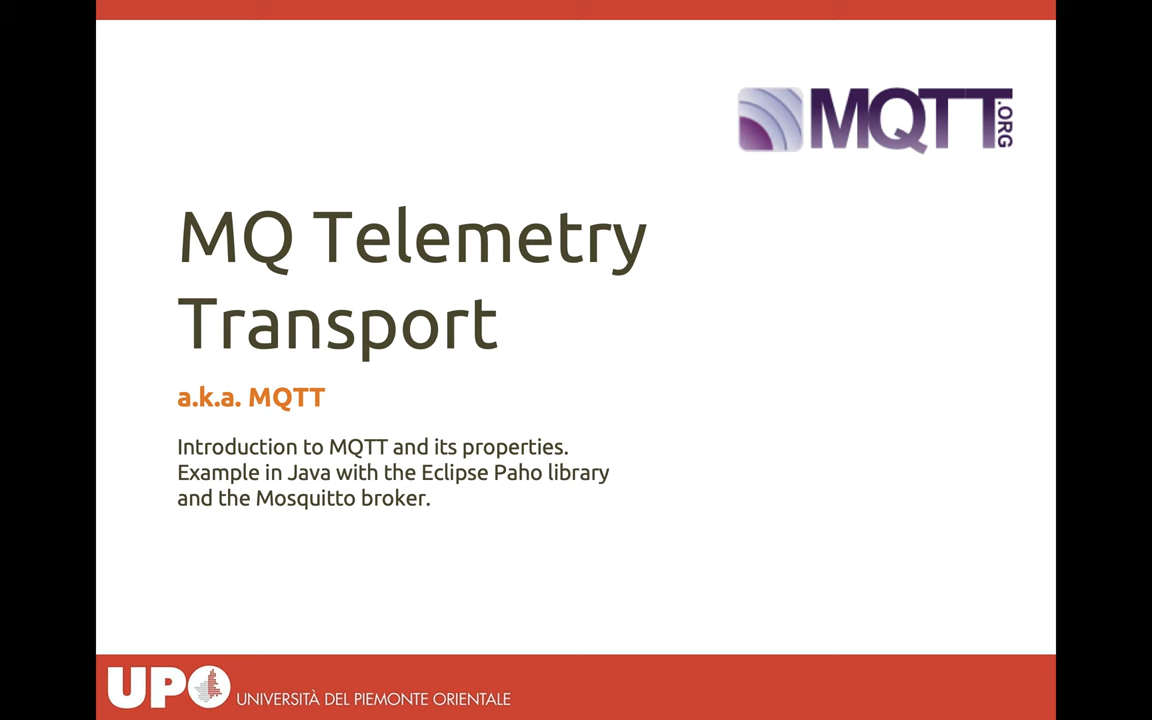 MQTT.ORG
MQ Telemetry
Transport
a.k.a. MQTT
Introduction to MQTT and its properties.
Example in Java with the Eclipse Paho library
and the Mosquitto broker.
UPO UNIVERSITÀ DEL PIEMONTE ORIENTALE